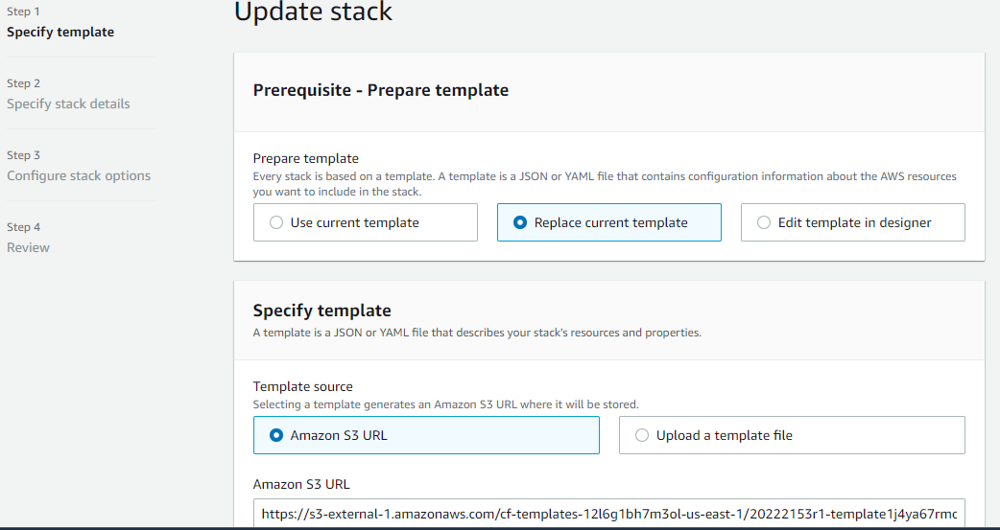 Step 1
Specify template
Step 2
Specify stack details
Step 3
Configure stack options
Step 4
Review
Update stack
Prerequisite - Prepare template
Prepare template
Every stack is based on a template. A template is a JSON or YAML file that contains configuration information about the AWS resources
you want to include in the stack.
Use current template
Replace current template
Edit template in designer
Specify template
A template is a JSON or YAML file that describes your stack's resources and properties.
Template source
Selecting a template generates an Amazon S3 URL where it will be stored.
Amazon S3 URL
Upload a template file
Amazon S3 URL
https://s3-external-1.amazonaws.com/cf-templates-12l6g1bh7m3ol-us-east-1/20222153r1-template1j4ya67rmc